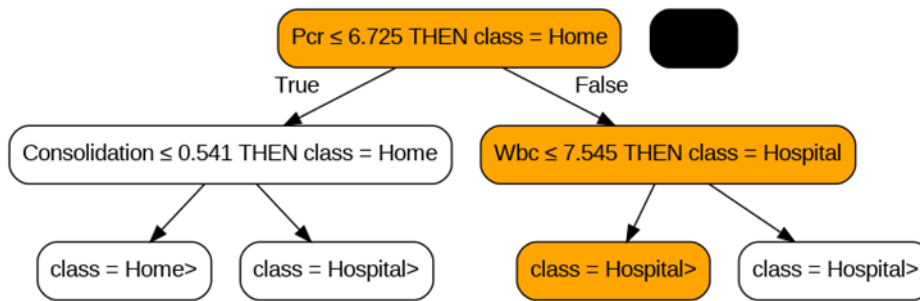 Pcr ≤ 6.725 THEN class = Home
True
False
Consolidation ≤ 0.541 THEN class = Home
Wbc ≤ 7.545 THEN class = Hospital
class = Home>
class = Hospital>
class = Hospital>
class = Hospital>